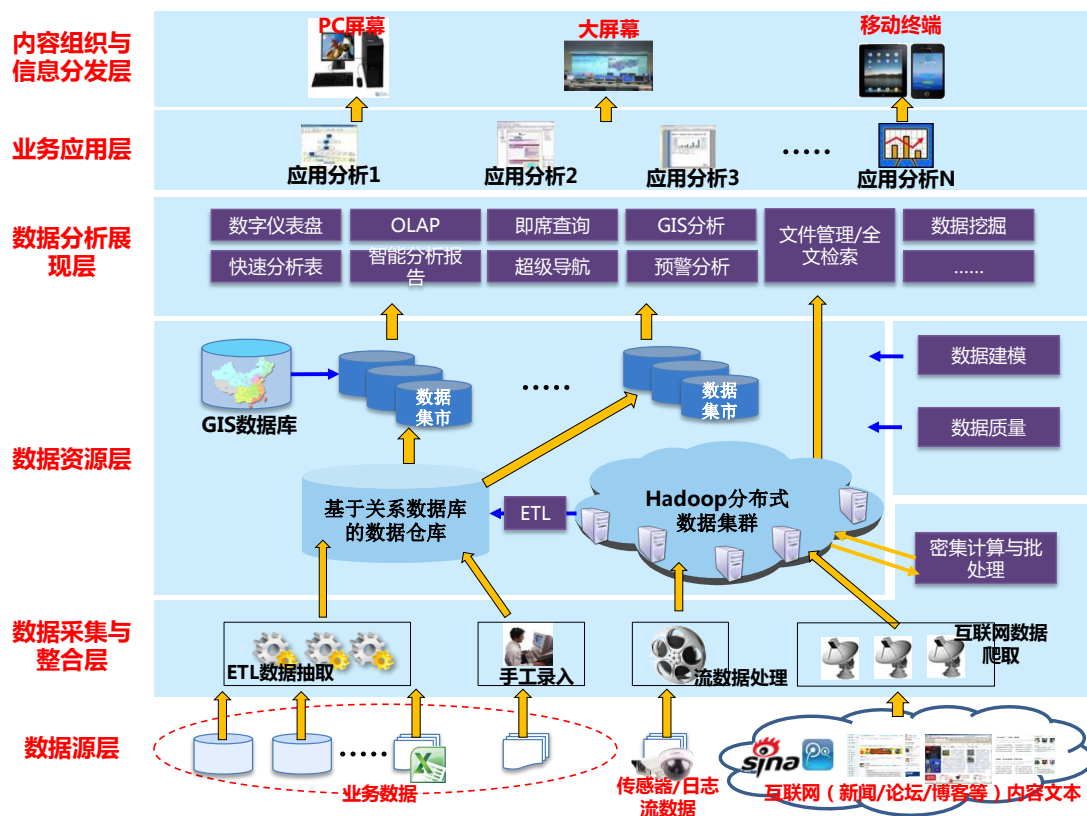 内容组织与
信息分发层
PC屏幕
大屏幕
移动终端
业务应用层
应用分析1
应用分析2
应用分析3
.....
应用分析N
数据分析展
现层
数字仪表盘
OLAP
即席查询
GIS分析
文件管理/全
文检索
数据挖掘
快速分析表
智能分析报
告
超级导航
预警分析
......
数据资源层
GIS数据库
数据
集市
.....
数据
集市
数据建模
数据质量
基于关系数据库
的数据仓库
ETL
Hadoop分布式
数据集群
密集计算与批
处理
数据采集与
整合层
ETL数据抽取
手工录入
流数据处理
互联网数据
爬取
数据源层
.....
业务数据
传感器/日志
流数据
sina
互联网（新闻/论坛/博客等）内容文本